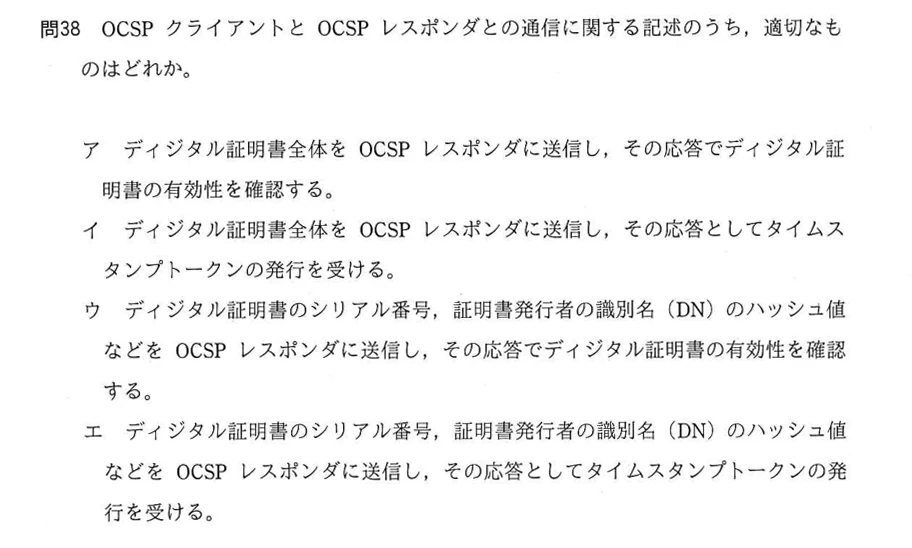 問38 OCSP クライアントと OCSP レスポンダとの通信に関する記述のうち，適切なも
のはどれか。
ア ディジタル証明書全体を OCSP レスポンダに送信し，その応答でディジタル証
明書の有効性を確認する。
イ ディジタル証明書全体を OCSP レスポンダに送信し，その応答としてタイムス
タンプトークンの発行を受ける。
ウ ディジタル証明書のシリアル番号，証明書発行者の識別名（DN）のハッシュ値
などを OCSP レスポンダに送信し，その応答でディジタル証明書の有効性を確認
する。
エ ディジタル証明書のシリアル番号，証明書発行者の識別名（DN）のハッシュ値
などを OCSP レスポンダに送信し，その応答としてタイムスタンプトークンの発
行を受ける。